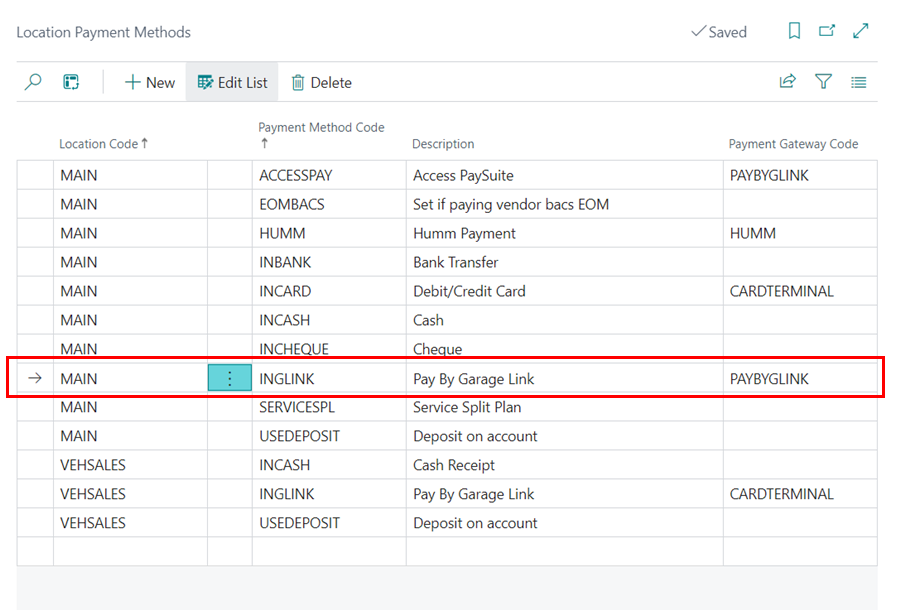 Location Payment Methods Saved
New Edit List Delete
Location Code ↑ Payment Method Code ↑ Description Payment Gateway Code
MAIN ACCESSPAY Access PaySuite PAYBYGLINK
MAIN EOMBACS Set if paying vendor bacs EOM
MAIN HUMM Humm Payment HUMM
MAIN INBANK Bank Transfer
MAIN INCARD Debit/Credit Card CARDTERMINAL
MAIN INCASH Cash
MAIN INCHEQUE Cheque
MAIN INGLINK Pay By Garage Link PAYBYGLINK
MAIN SERVICESPL Service Split Plan
MAIN USEDEPOSIT Deposit on account
VEHSALES INCASH Cash Receipt
VEHSALES INGLINK Pay By Garage Link CARDTERMINAL
VEHSALES USEDEPOSIT Deposit on account